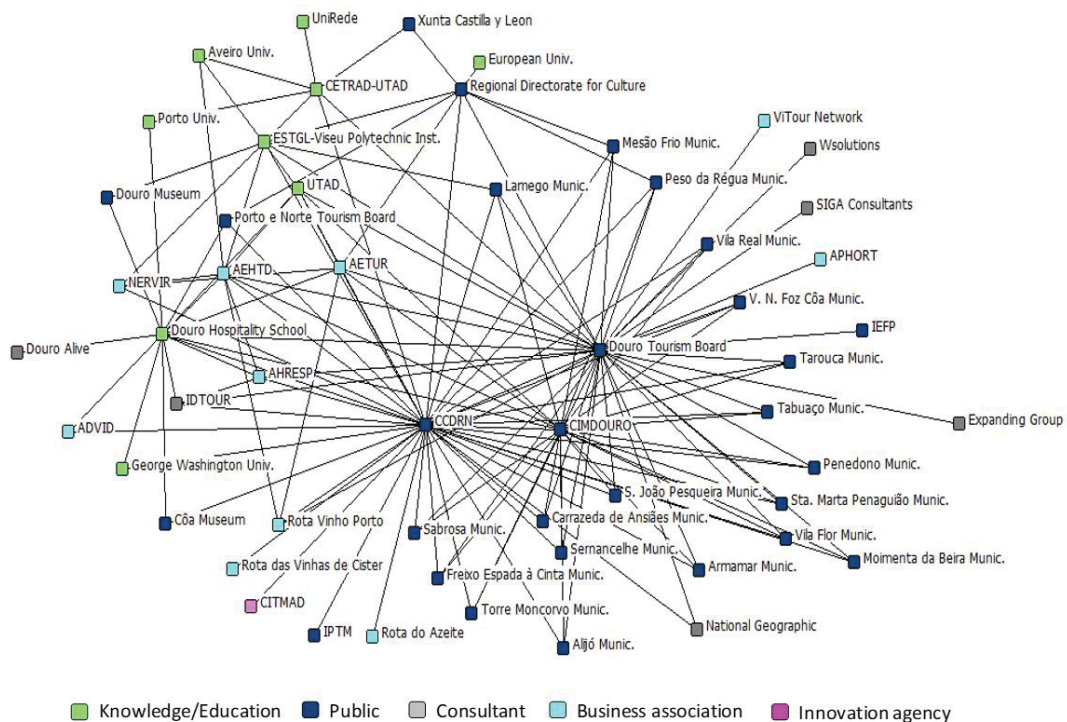 UniRede
Xunta Castilla y Leon
Aveiro Univ.
European Univ.
CETRAD-UTAD
Regional Directorate for Culture
Porto Univ.
ViTour Network
ESTGL-Viseu Polytechnic Inst.
Mesão Frio Munic.
Wsolutions
UTAD
Lamego Munic.
Peso da Régua Munic.
Douro Museum
SIGA Consultants
Porto e Norte Tourism Board
Vila Real Munic.
APHORT
AEHTD
AETUR
NERVIR
V. N. Foz Côa Munic.
IEFP
Douro Hospitality School
Douro Tourism Board
Douro Alive
Tarouca Munic.
AHRESP
IDTOUR
Tabuaço Munic.
CCDRN
CIMDOURO
Expanding Group
ADVID
George Washington Univ.
Penedono Munic.
S. João Pesqueira Munic.
Sta. Marta Penaguião Munic.
Côa Museum
Rota Vinho Porto
Sabrosa Munic.
Carrazeda de Ansiães Munic.
Vila Flor Munic.
Sernancelhe Munic.
Moimenta da Beira Munic.
Rota das Vinhas de Cister
Freixo Espada à Cinta Munic.
Armamar Munic.
CITMAD
Torre Moncorvo Munic.
National Geographic
IPTM
Rota do Azeite
Alijó Munic.
Knowledge/Education Public Consultant Business association Innovation agency